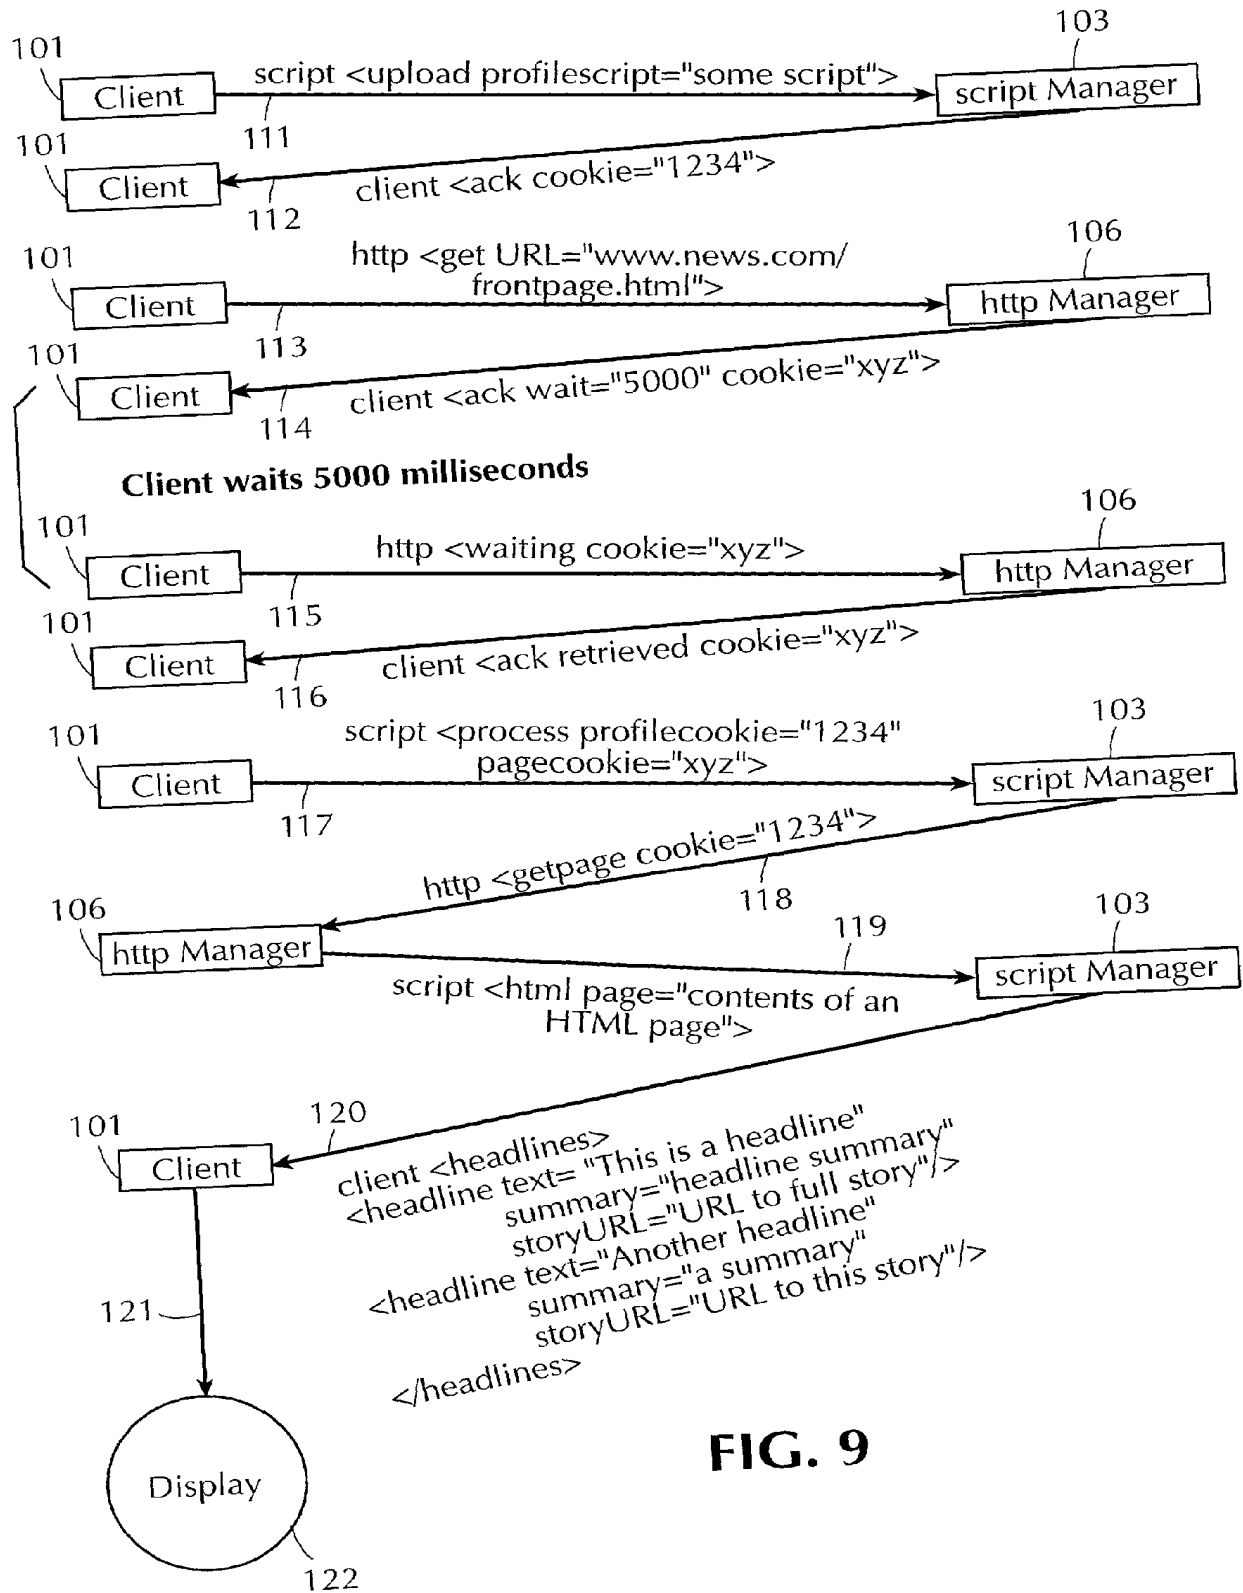 103
101
script <upload profilescript="some script">
Client
script Manager
111
101
Client
client <ack cookie="1234">
112
http <get URL="www.news.com/
frontpage.html">
106
101
Client
http Manager
113
101
Client
client <ack wait="5000" cookie="xyz">
114
Client waits 5000 milliseconds
106
101
http <waiting cookie="xyz">
Client
http Manager
115
101
Client
client <ack retrieved cookie="xyz">
116
103
101
script <process profilecookie="1234"
pagecookie="xyz">
Client
script Manager
117
http <getpage cookie="1234">
118
106
http Manager
119
103
script Manager
script <html page="contents of an
HTML page">
101
120
Client
client <headlines>
<headline text= "This is a headline"
summary="headline summary"
storyURL="URL to full story"/>
<headline text="Another headline"
summary="a summary"
storyURL="URL to this story"/>
</headlines>
121
FIG. 9
Display
122